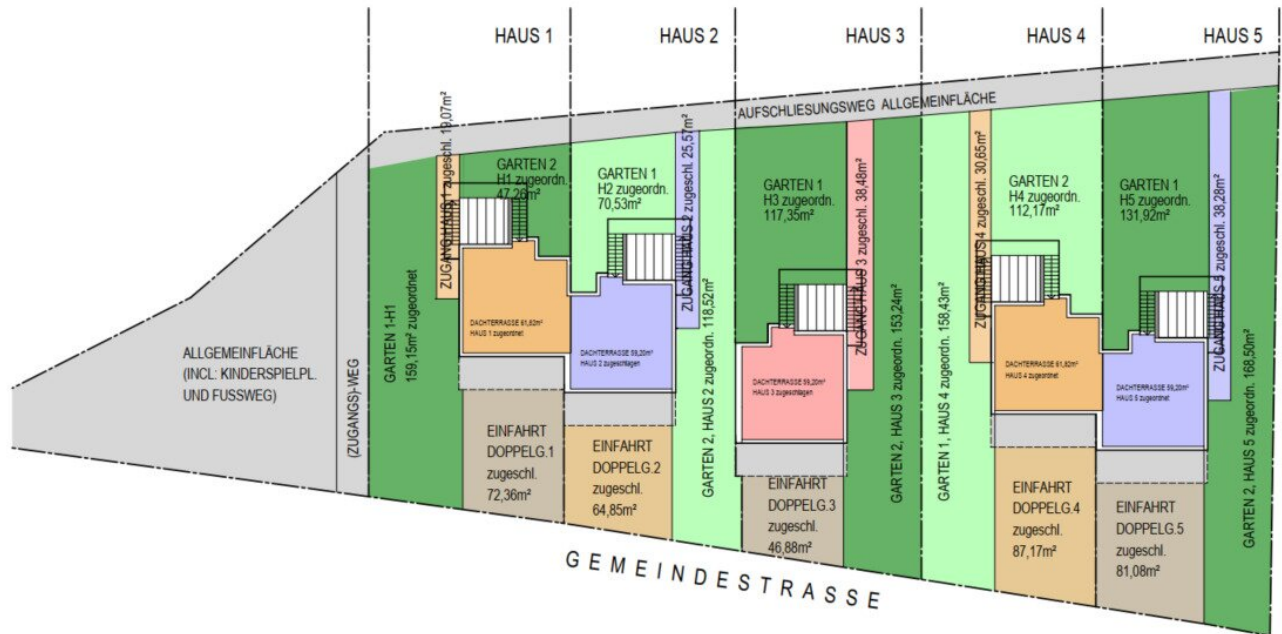 HAUS 1
HAUS 2
HAUS 3
HAUS 4
HAUS 5
AUFSCHLIESUNGSWEG ALLGEMEINFLÄCHE
ALLGEMEINFLÄCHE
(INCL: KINDERSPIELPL.
UND FUSSWEG)
(ZUGANGS)-WEG
GARTEN 1-H1
159,15m² zugeordnet
ZUGANG HAUS 1 zugeschl. 19,07m²
GARTEN 2
H1 zugeordn.
47,26m²
DACHTERRASSE 61,92m²
HAUS 1 zugeordnet
EINFAHRT
DOPPELG.1
zugeschl.
72,36m²
GARTEN 1
H2 zugeordn.
70,53m²
ZUGANG HAUS 2 zugeschl. 25,57m²
DACHTERRASSE 59,20m²
HAUS 2 zugeschlagen
EINFAHRT
DOPPELG.2
zugeschl.
64,85m²
GARTEN 2, HAUS 2 zugeordn. 118,52m²
GARTEN 1
H3 zugeordn.
117,35m²
ZUGANG HAUS 3 zugeschl. 38,48m²
DACHTERRASSE 59,20m²
HAUS 3 zugeschlagen
EINFAHRT
DOPPELG.3
zugeschl.
46,88m²
GARTEN 2, HAUS 3 zugeordn. 153,24m²
GARTEN 1, HAUS 4 zugeordn. 158,43m²
ZUGANG HAUS 4 zugeschl. 30,65m²
GARTEN 2
H4 zugeordn.
112,17m²
DACHTERRASSE 61,92m²
HAUS 4 zugeordnet
EINFAHRT
DOPPELG.4
zugeschl.
87,17m²
GARTEN 1
H5 zugeordn.
131,92m²
ZUGANG HAUS 5 zugeschl. 38,28m²
DACHTERRASSE 59,20m²
HAUS 5 zugeordnet
EINFAHRT
DOPPELG.5
zugeschl.
81,08m²
GARTEN 2, HAUS 5 zugeordn. 168,50m²
GEMEINDESTRASSE